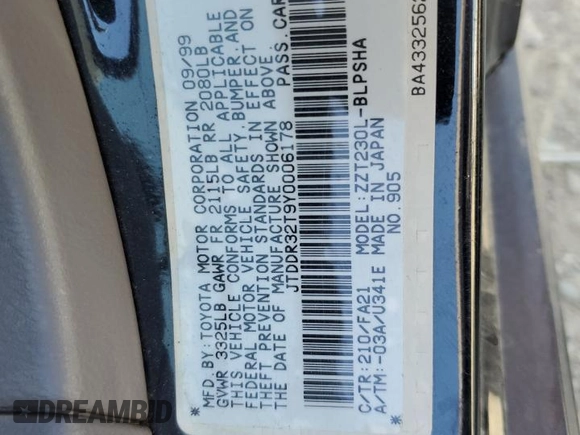 MFD.BY:TOYOTA MOTOR CORPORATION 09/99
GVWR 3325LB GAWR FR 2115LB RR 2080LB
THIS VEHICLE CONFORMS TO ALL APPLICABLE
FEDERAL MOTOR VEHICLE SAFETY, BUMPER, AND
THEFT PREVENTION STANDARDS IN EFFECT ON
THE DATE OF MANUFACTURE SHOWN ABOVE.
JTDDR32T9Y0006178 PASS.CAR
C/TR:210/FA21 MODEL:ZZT230L-BLPSHA
A/TM:-03A/U341E MADE IN JAPAN
NO.905
BA4332562
DREAMBID